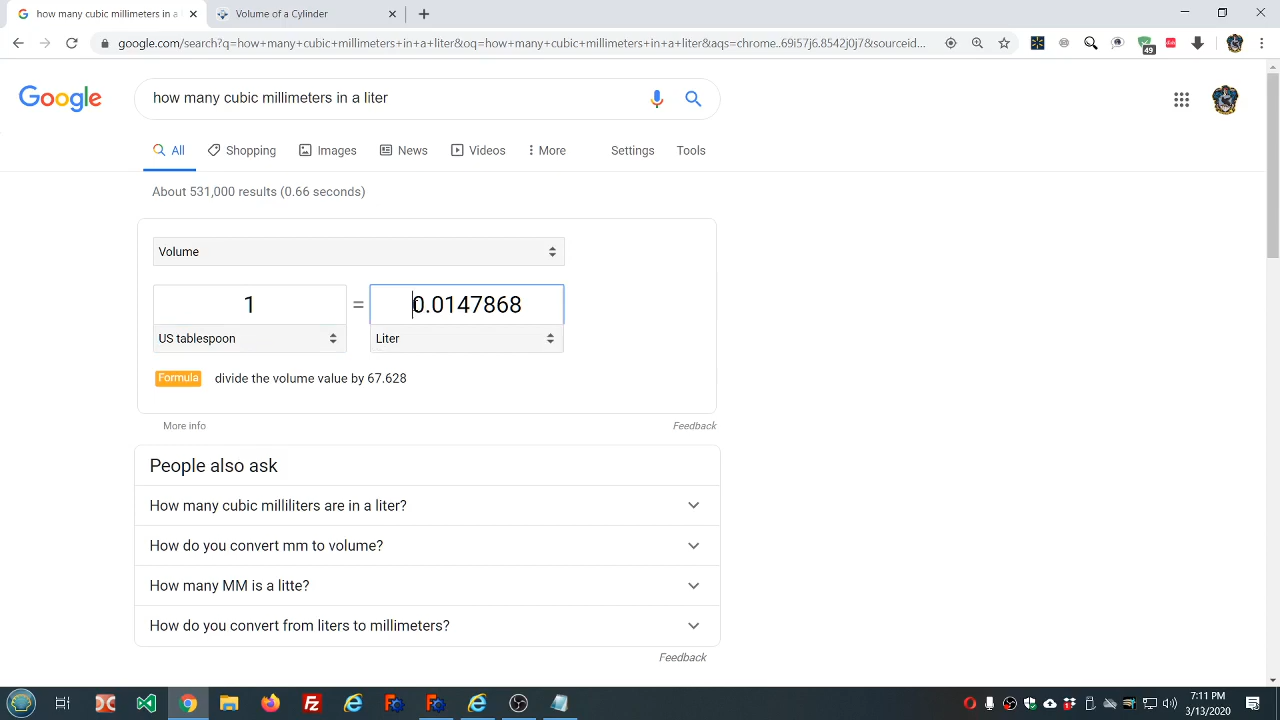 how many cubic millimeters in a
Volume of a Cylinder
google.com/search?q=how+many+cubic+millimeters+in+a+liter&oq=how+many+cubic+millimeters+in+a+liter&aqs=chrome..69i57j6.8542j0j7&sourceid...
49
Google
how many cubic millimeters in a liter
All
Shopping
Images
News
Videos
More
Settings
Tools
About 531,000 results (0.66 seconds)
Volume
1 = 0.0147868
US tablespoon
Liter
Formula divide the volume value by 67.628
More info
Feedback
People also ask
How many cubic milliliters are in a liter?
How do you convert mm to volume?
How many MM is a litte?
How do you convert from liters to millimeters?
Feedback
7:11 PM
3/13/2020